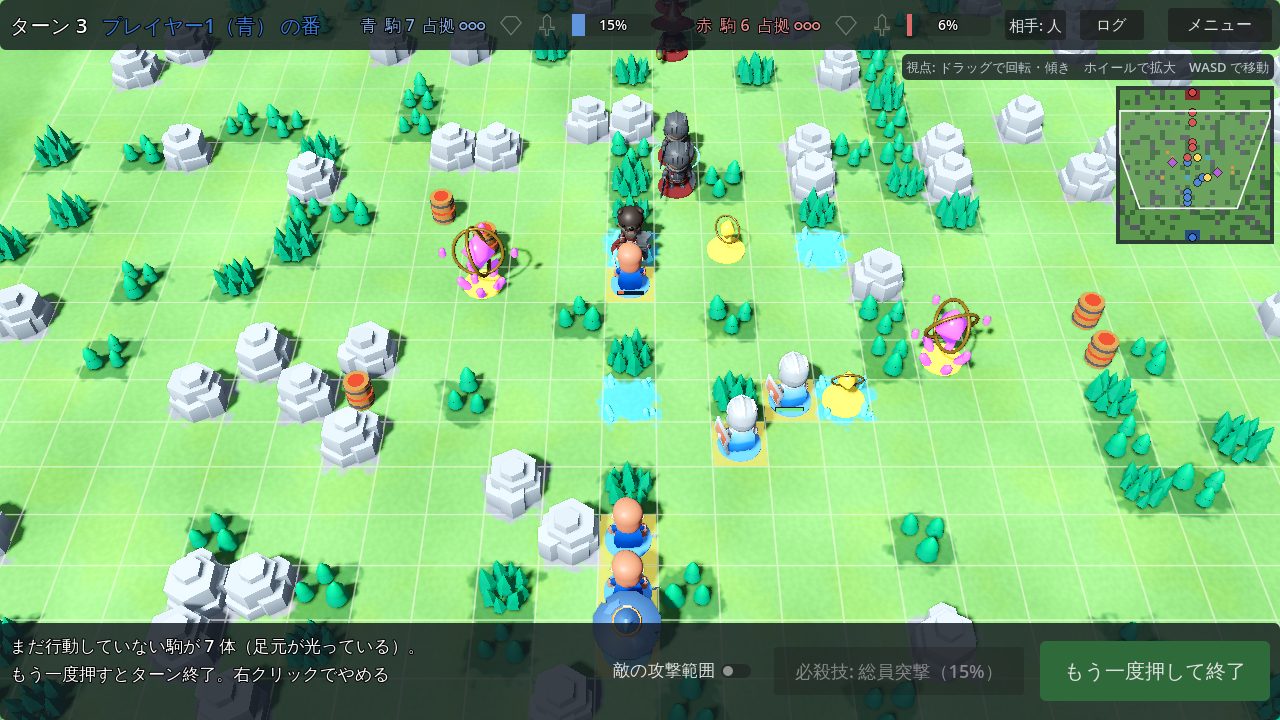 ターン 3 プレイヤー1（青） の番 青 駒 7 占拠 15% 赤 駒 6 占拠 6% 相手: 人 ログ メニュー
視点: ドラッグで回転・傾き ホイールで拡大 WASD で移動
まだ行動していない駒が 7 体（足元が光っている）。
もう一度押すとターン終了。右クリックでやめる
敵の攻撃範囲
必殺技: 総員突撃（15%）
もう一度押して終了